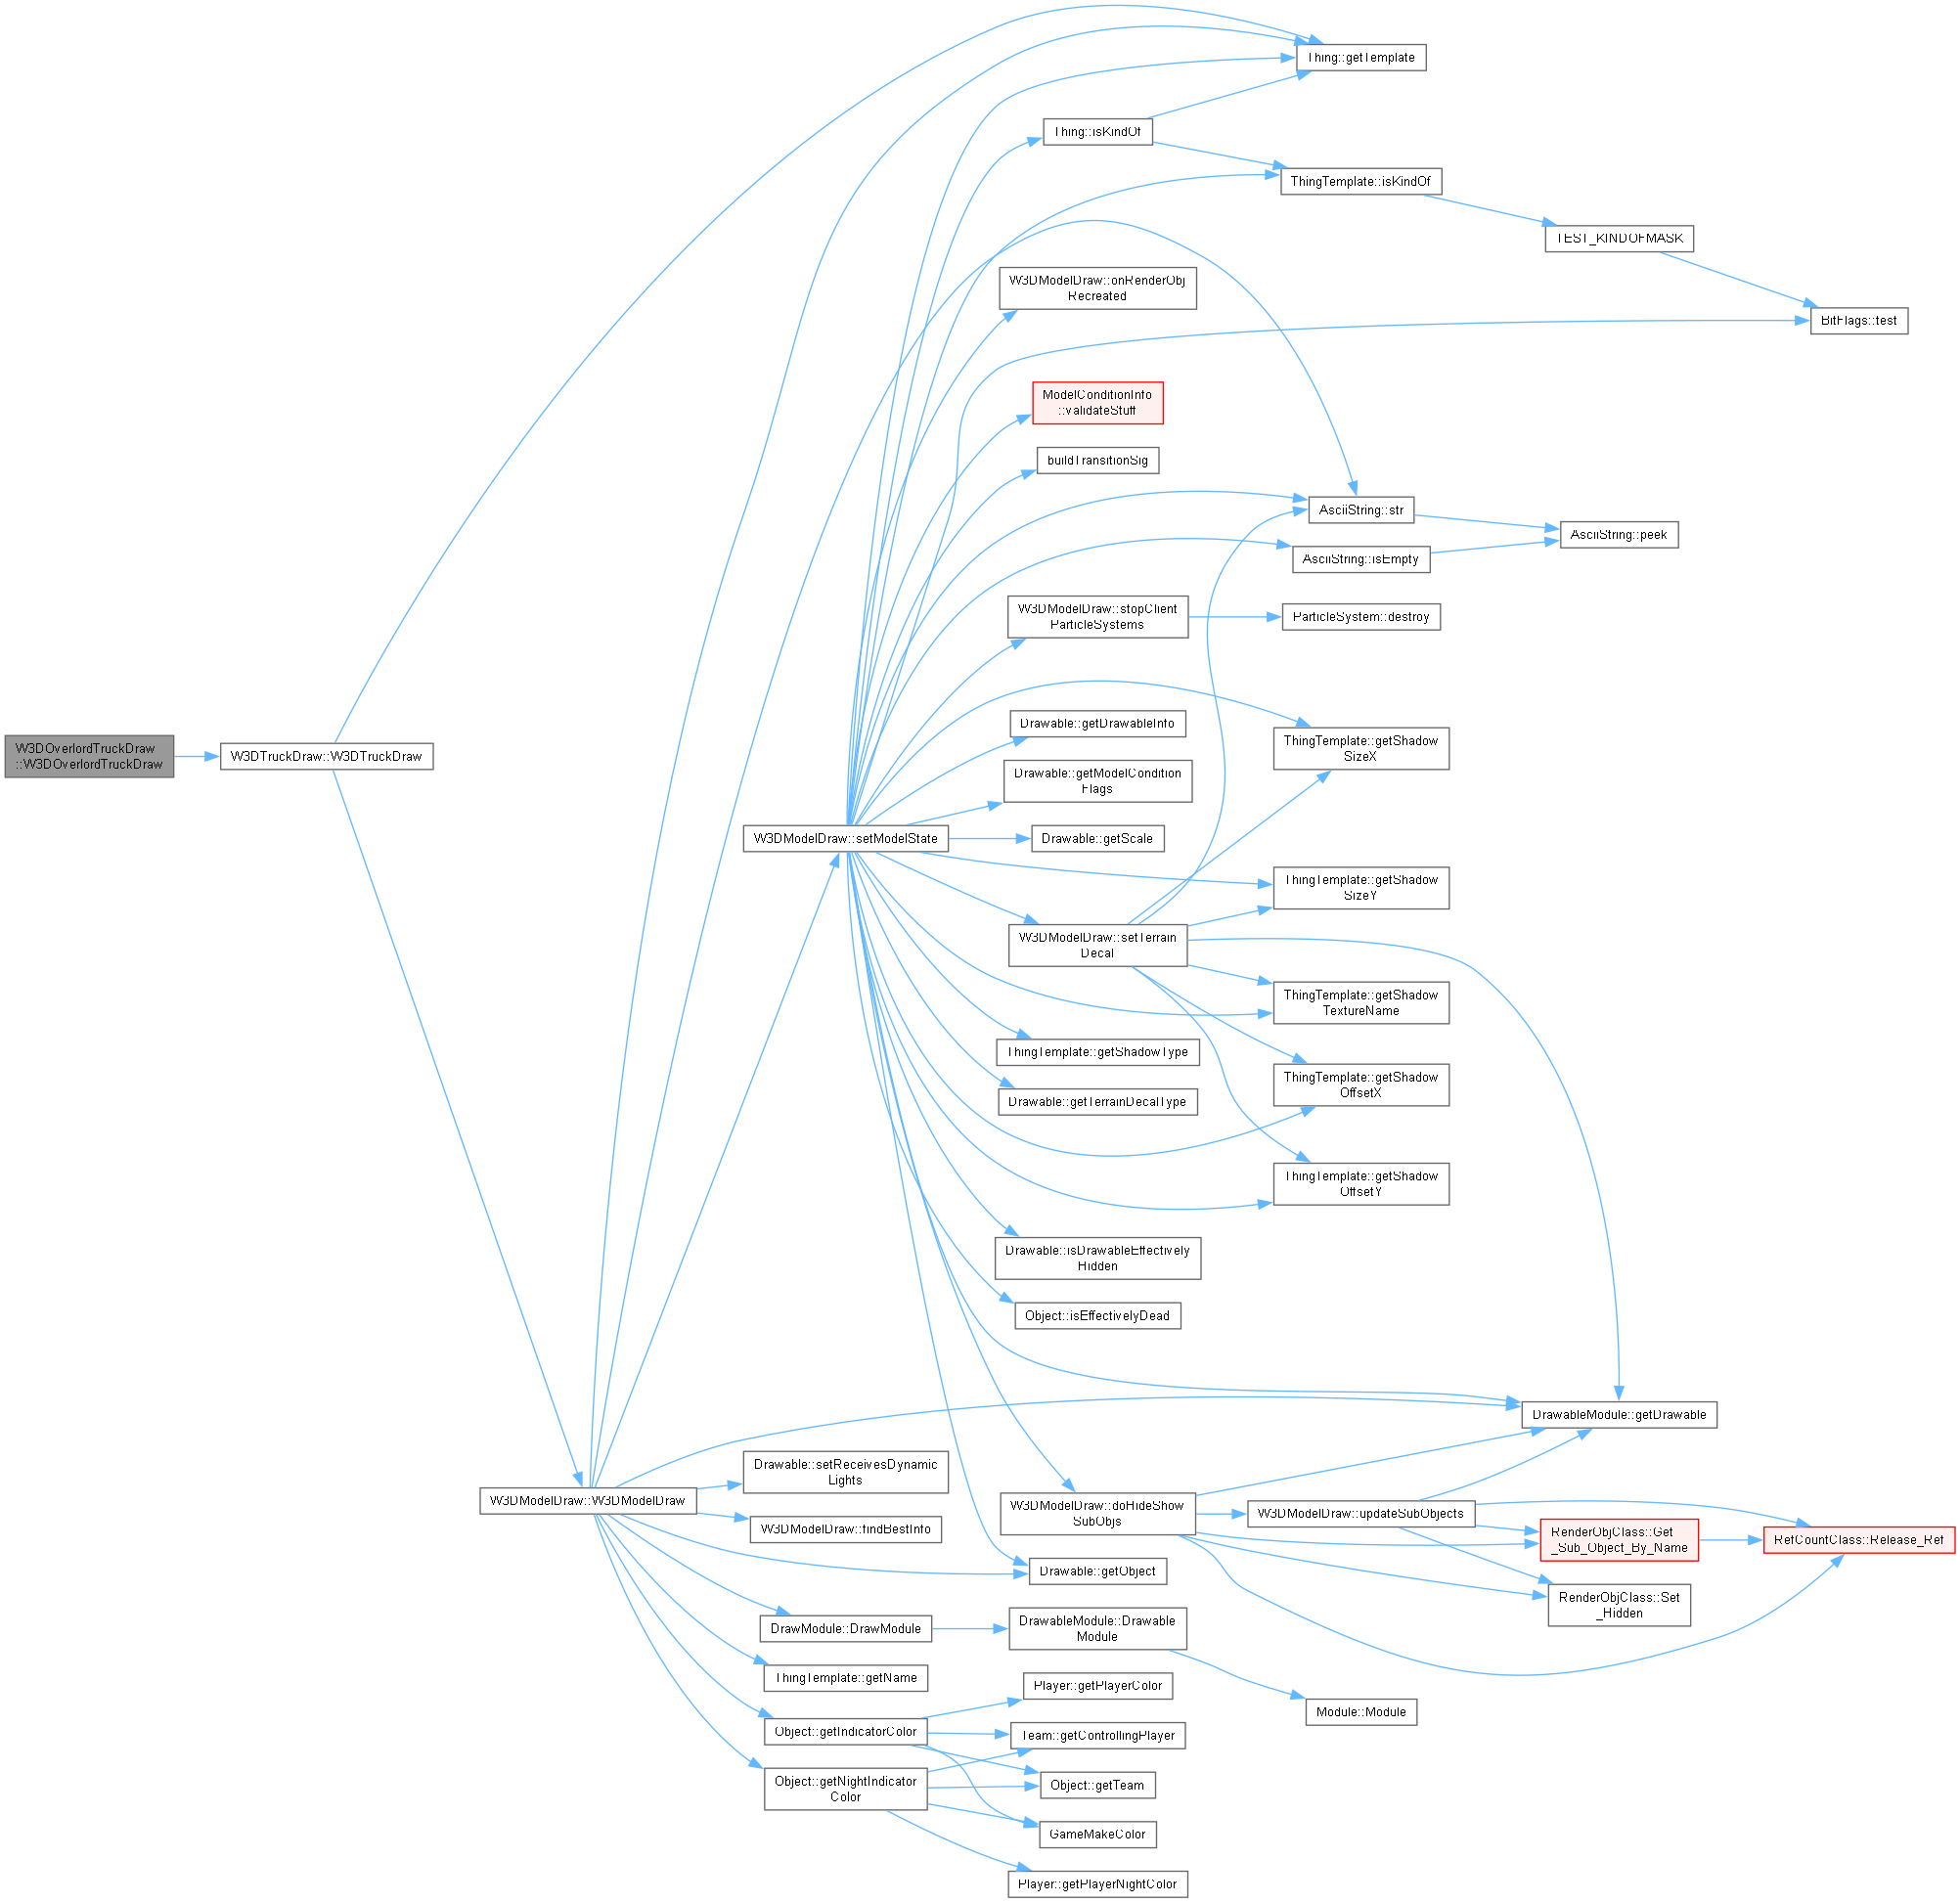 Thing::getTemplate
Thing::isKindOf
ThingTemplate::isKindOf
TEST_KINDOFMASK
W3DModelDraw::onRenderObj
Recreated
BitFlags::test
ModelConditionInfo
::validateStuff
buildTransitionSig
AsciiString::str
AsciiString::peek
AsciiString::isEmpty
W3DModelDraw::stopClient
ParticleSystems
ParticleSystem::destroy
Drawable::getDrawableInfo
W3DOverlordTruckDraw
::W3DOverlordTruckDraw
W3DTruckDraw::W3DTruckDraw
ThingTemplate::getShadow
SizeX
Drawable::getModelCondition
Flags
W3DModelDraw::setModelState
Drawable::getScale
ThingTemplate::getShadow
SizeY
W3DModelDraw::setTerrain
Decal
ThingTemplate::getShadow
TextureName
ThingTemplate::getShadowType
ThingTemplate::getShadow
OffsetX
Drawable::getTerrainDecalType
ThingTemplate::getShadow
OffsetY
Drawable::isDrawableEffectively
Hidden
Object::isEffectivelyDead
DrawableModule::getDrawable
Drawable::setReceivesDynamic
Lights
W3DModelDraw::W3DModelDraw
W3DModelDraw::doHideShow
SubObjs
W3DModelDraw::updateSubObjects
W3DModelDraw::findBestInfo
RenderObjClass::Get
_Sub_Object_By_Name
RefCountClass::Release_Ref
Drawable::getObject
RenderObjClass::Set
_Hidden
DrawModule::DrawModule
DrawableModule::Drawable
Module
ThingTemplate::getName
Player::getPlayerColor
Module::Module
Object::getIndicatorColor
Team::getControllingPlayer
Object::getNightIndicator
Color
Object::getTeam
GameMakeColor
Player::getPlayerNightColor